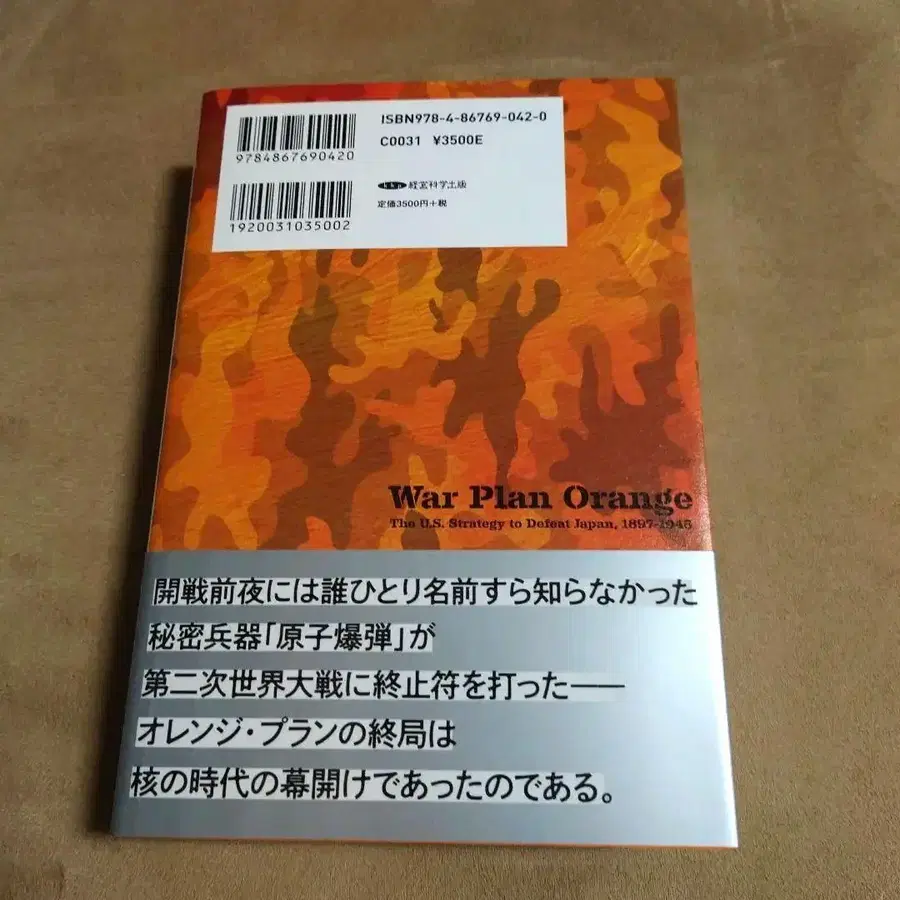 ISBN978-4-86769-042-0
C0031 ¥3500E
9784867690420
経営科学出版
定価3500円+税
1920031035002
War Plan Orange
The U.S. Strategy to Defeat Japan, 1897-1945
開戦前夜には誰ひとり名前すら知らなかった
秘密兵器「原子爆弾」が
第二次世界大戦に終止符を打った――
オレンジ・プランの終局は
核の時代の幕開けであったのである。